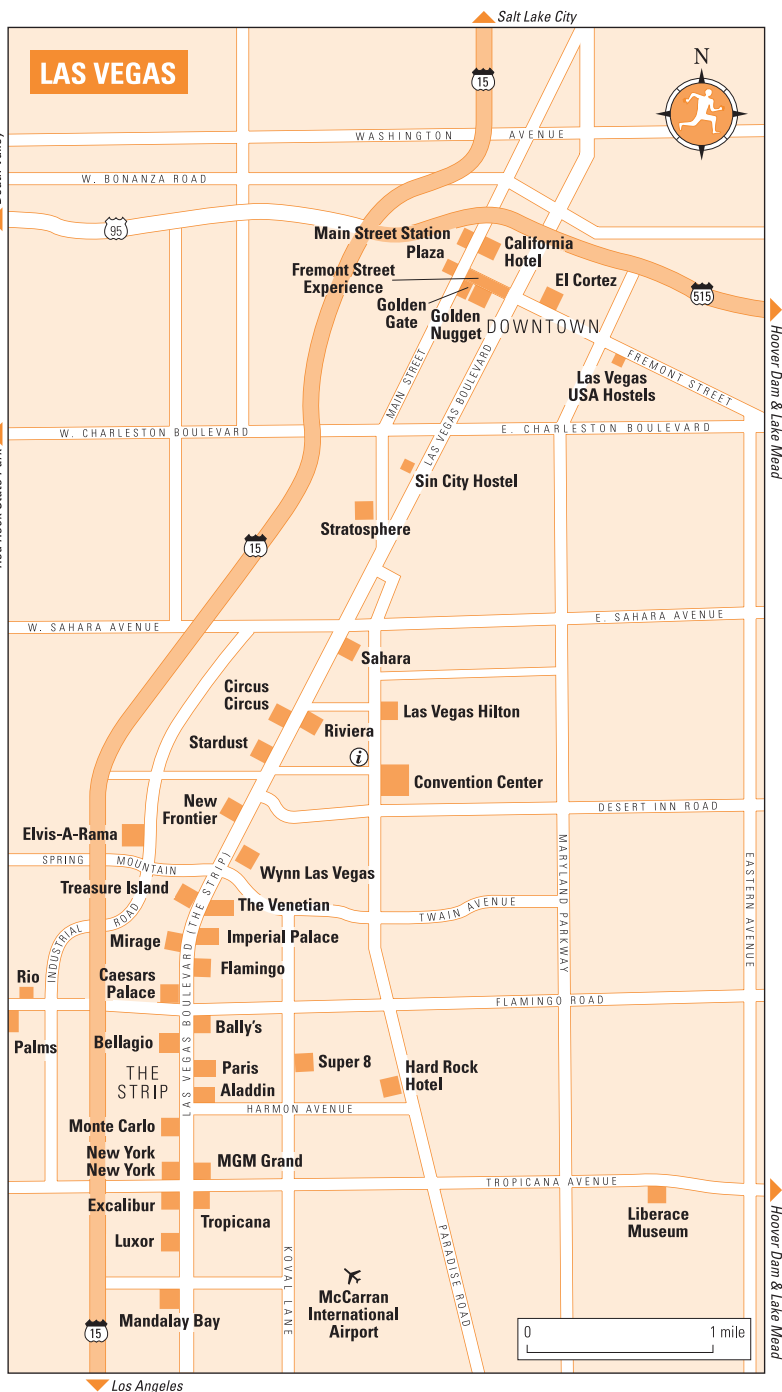 Salt Lake City
LAS VEGAS
N
15
WASHINGTON AVENUE
W. BONANZA ROAD
95
Main Street Station
Plaza
California
Hotel
Fremont Street
Experience
El Cortez
515
Golden
Gate
Golden
Nugget
DOWNTOWN
Hoover Dam & Lake Mead
MAIN STREET
LAS VEGAS BOULEVARD
FREMONT STREET
Las Vegas
USA Hostels
W. CHARLESTON BOULEVARD
E. CHARLESTON BOULEVARD
Sin City Hostel
Stratosphere
15
W. SAHARA AVENUE
E. SAHARA AVENUE
Sahara
Circus
Circus
Riviera
Las Vegas Hilton
Stardust
i
Convention Center
New
Frontier
DESERT INN ROAD
Elvis-A-Rama
SPRING MOUNTAIN
Wynn Las Vegas
MARYLAND PARKWAY
EASTERN AVENUE
Treasure Island
The Venetian
TWAIN AVENUE
INDUSTRIAL ROAD
LAS VEGAS BOULEVARD (THE STRIP)
Mirage
Imperial Palace
Flamingo
Rio
Caesars
Palace
FLAMINGO ROAD
Palms
Bally's
Bellagio
THE
STRIP
Paris
Super 8
Hard Rock
Hotel
Aladdin
HARMON AVENUE
Monte Carlo
New York
New York
MGM Grand
TROPICANA AVENUE
Excalibur
Tropicana
Liberace
Museum
Luxor
KOVAL LANE
PARADISE ROAD
Hoover Dam & Lake Mead
McCarran
International
Airport
Mandalay Bay
15
0 1 mile
Los Angeles